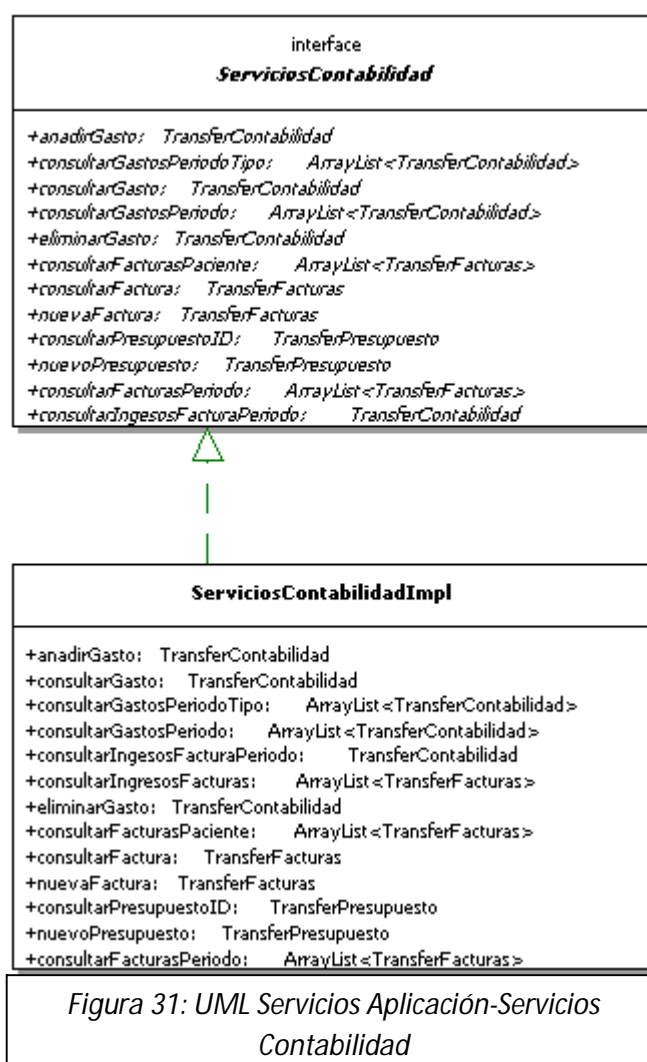 interface
ServiciosContabilidad
+anadirGasto: TransferContabilidad
+consultarGastosPeriodoTipo: ArrayList<TransferContabilidad>
+consultarGasto: TransferContabilidad
+consultarGastosPeriodo: ArrayList<TransferContabilidad>
+eliminarGasto: TransferContabilidad
+consultarFacturasPaciente: ArrayList<TransferFacturas>
+consultarFactura: TransferFacturas
+nuevaFactura: TransferFacturas
+consultarPresupuestoID: TransferPresupuesto
+nuevoPresupuesto: TransferPresupuesto
+consultarFacturasPeriodo: ArrayList<TransferFacturas>
+consultarIngesosFacturaPeriodo: TransferContabilidad
ServiciosContabilidadImpl
+anadirGasto: TransferContabilidad
+consultarGasto: TransferContabilidad
+consultarGastosPeriodoTipo: ArrayList<TransferContabilidad>
+consultarGastosPeriodo: ArrayList<TransferContabilidad>
+consultarIngesosFacturaPeriodo: TransferContabilidad
+consultarIngresosFacturas: ArrayList<TransferFacturas>
+eliminarGasto: TransferContabilidad
+consultarFacturasPaciente: ArrayList<TransferFacturas>
+consultarFactura: TransferFacturas
+nuevaFactura: TransferFacturas
+consultarPresupuestoID: TransferPresupuesto
+nuevoPresupuesto: TransferPresupuesto
+consultarFacturasPeriodo: ArrayList<TransferFacturas>
Figura 31: UML Servicios Aplicación-Servicios
Contabilidad